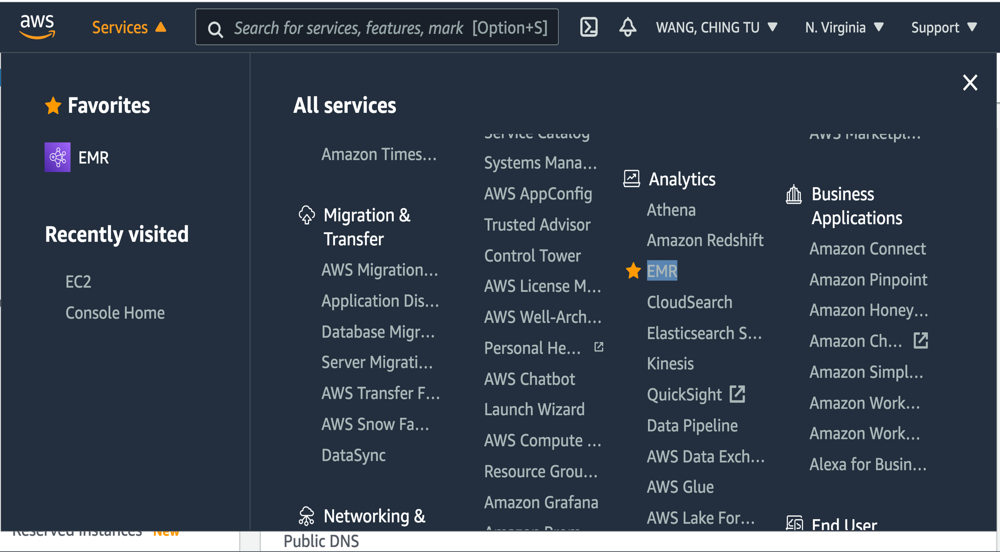 aws
Services ▲
Search for services, features, mark [Option+S]
WANG, CHING TU ▼
N. Virginia ▼
Support ▼
Favorites
EMR
Recently visited
EC2
Console Home
All services
Amazon Times...
Migration &
Transfer
AWS Migration...
Application Dis...
Database Migr...
Server Migrati...
AWS Transfer F...
AWS Snow Fa...
DataSync
Networking &
Service Catalog
Systems Mana...
AWS AppConfig
Trusted Advisor
Control Tower
AWS License M...
AWS Well-Arch...
Personal He...
AWS Chatbot
Launch Wizard
AWS Compute ...
Resource Grou...
Amazon Grafana
Amazon Prom...
Analytics
Athena
Amazon Redshift
EMR
CloudSearch
Elasticsearch S...
Kinesis
QuickSight
Data Pipeline
AWS Data Exch...
AWS Glue
AWS Lake For...
AWS Marketpl...
Business
Applications
Amazon Connect
Amazon Pinpoint
Amazon Honey...
Amazon Ch...
Amazon Simpl...
Amazon Work...
Amazon Work...
Alexa for Busin...
End User
Reserved Instances New
Public DNS